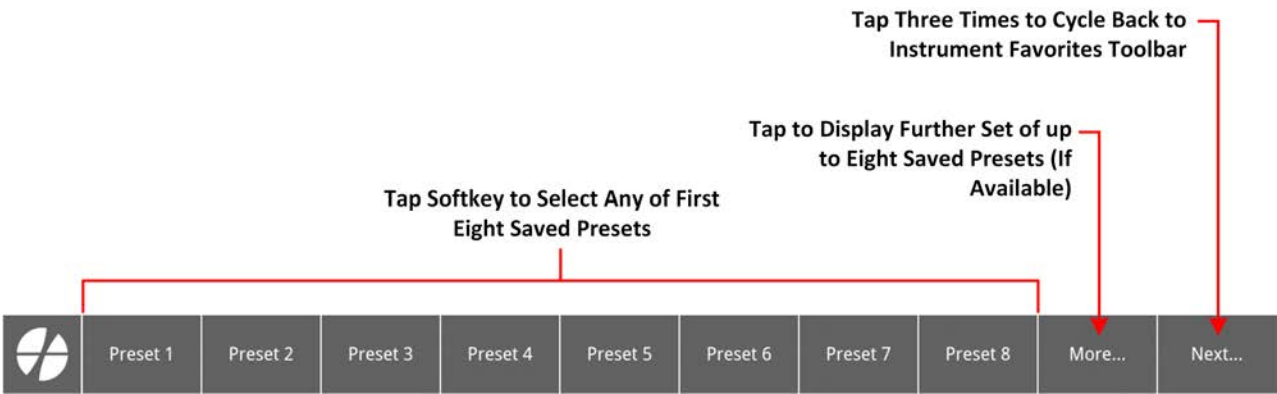 Tap Three Times to Cycle Back to
Instrument Favorites Toolbar
Tap to Display Further Set of up
to Eight Saved Presets (If
Available)
Tap Softkey to Select Any of First
Eight Saved Presets
Preset 1 Preset 2 Preset 3 Preset 4 Preset 5 Preset 6 Preset 7 Preset 8 More... Next...